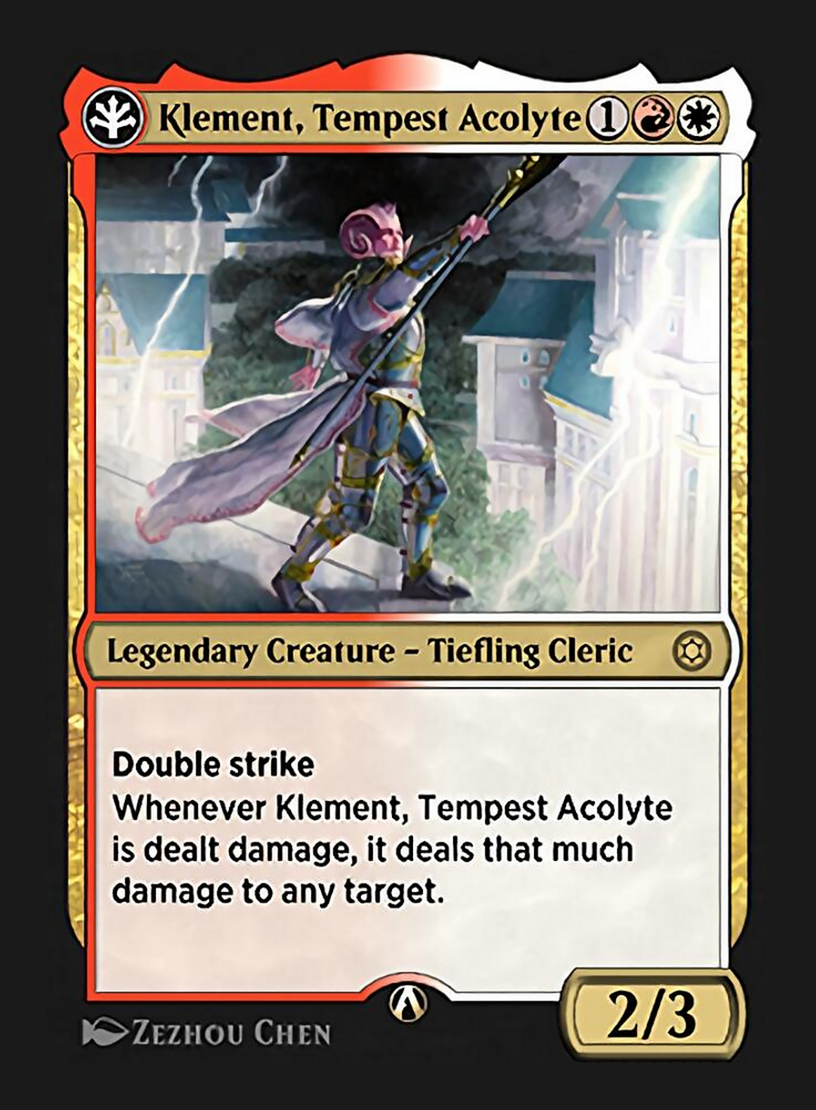 Klement, Tempest Acolyte 1
Legendary Creature – Tiefling Cleric
Double strike
Whenever Klement, Tempest Acolyte
is dealt damage, it deals that much
damage to any target.
2/3
Zezhou Chen